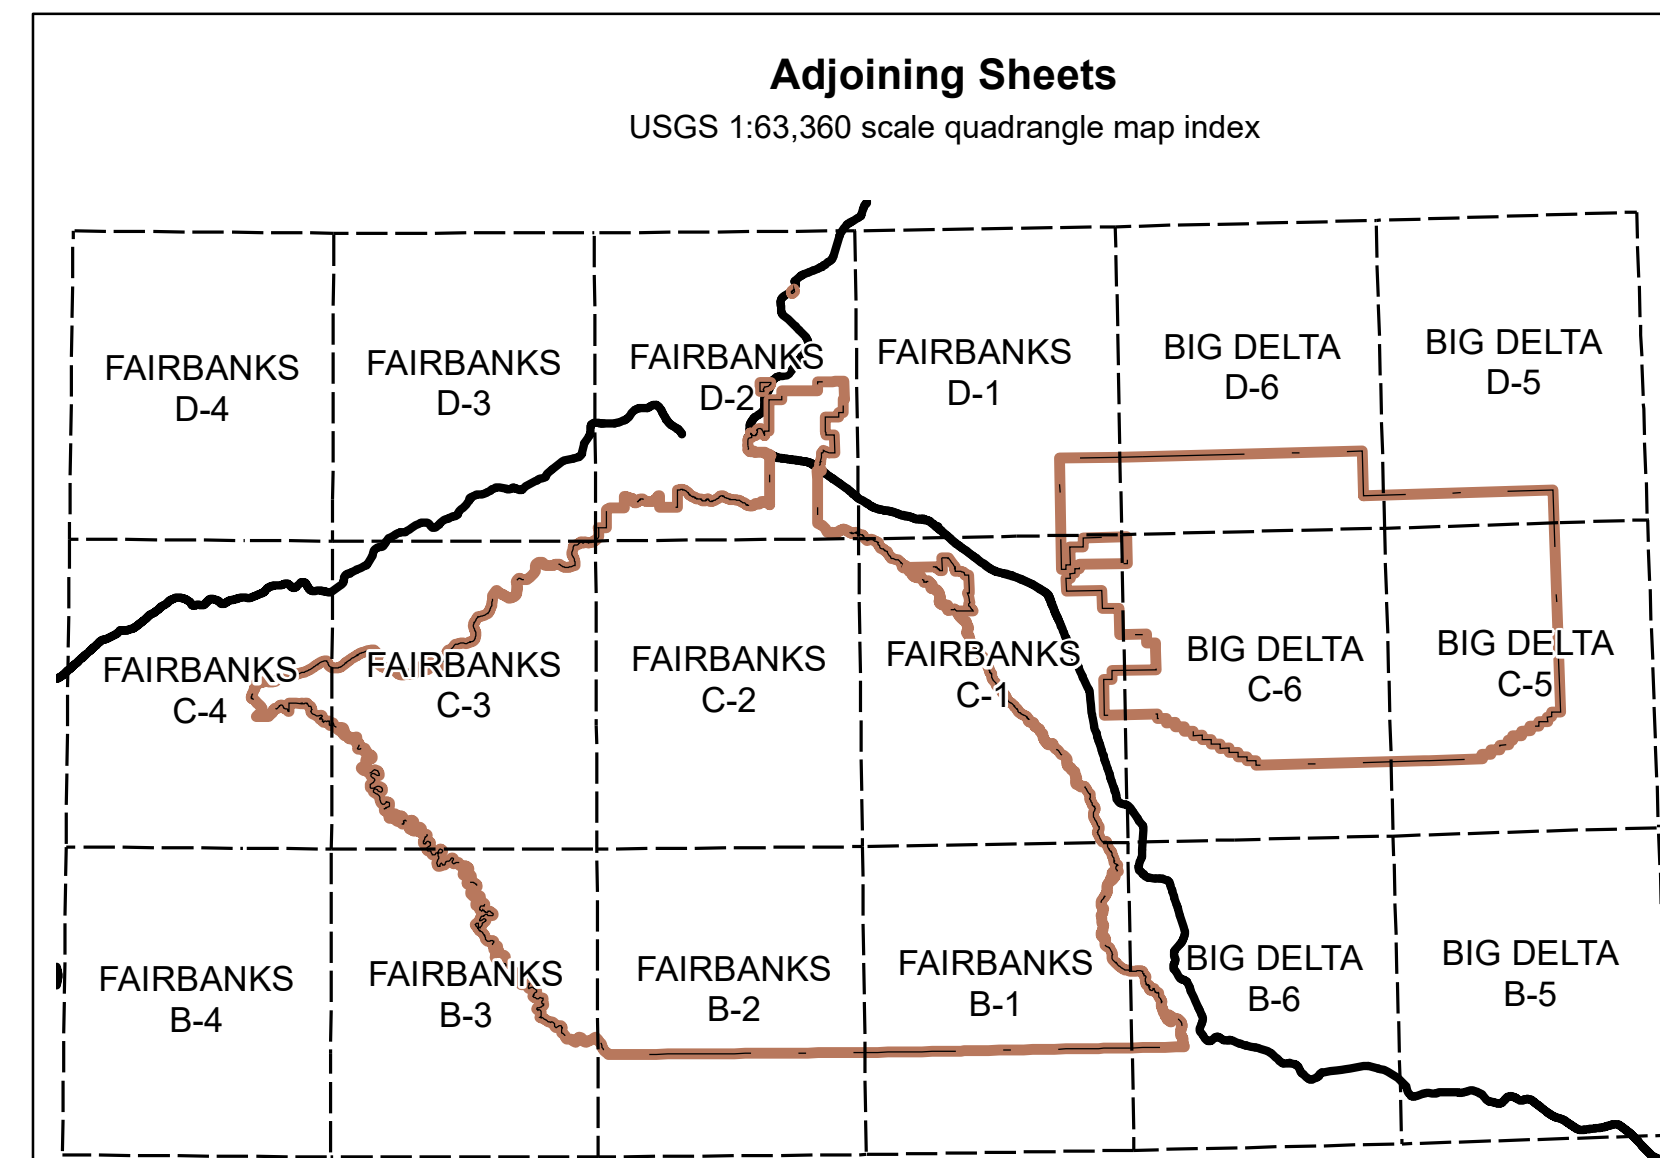 Adjoining Sheets
USGS 1:63,360 scale quadrangle map index
FAIRBANKS
D-4
FAIRBANKS
D-3
FAIRBANKS
D-2
FAIRBANKS
D-1
BIG DELTA
D-6
BIG DELTA
D-5
FAIRBANKS
C-4
FAIRBANKS
C-3
FAIRBANKS
C-2
FAIRBANKS
C-1
BIG DELTA
C-6
BIG DELTA
C-5
FAIRBANKS
B-4
FAIRBANKS
B-3
FAIRBANKS
B-2
FAIRBANKS
B-1
BIG DELTA
B-6
BIG DELTA
B-5